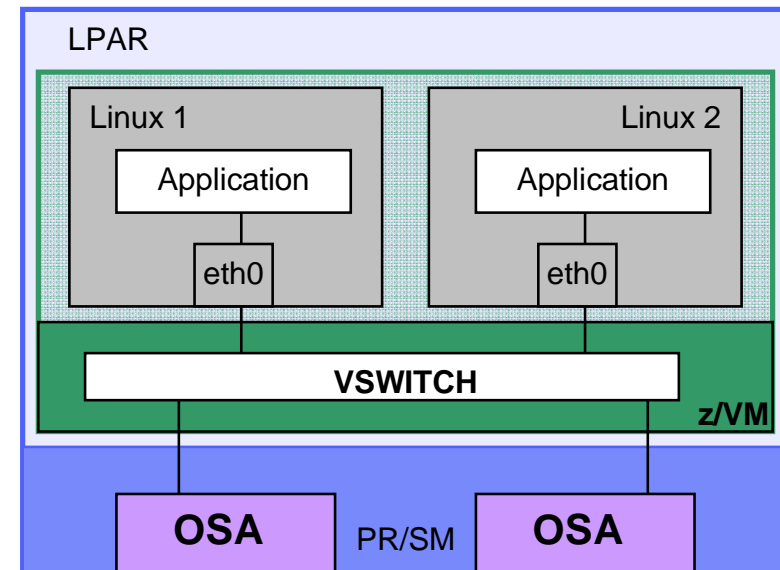 LPAR
Linux 1
Linux 2
Application
Application
eth0
eth0
VSWITCH
z/VM
OSA
PR/SM
OSA